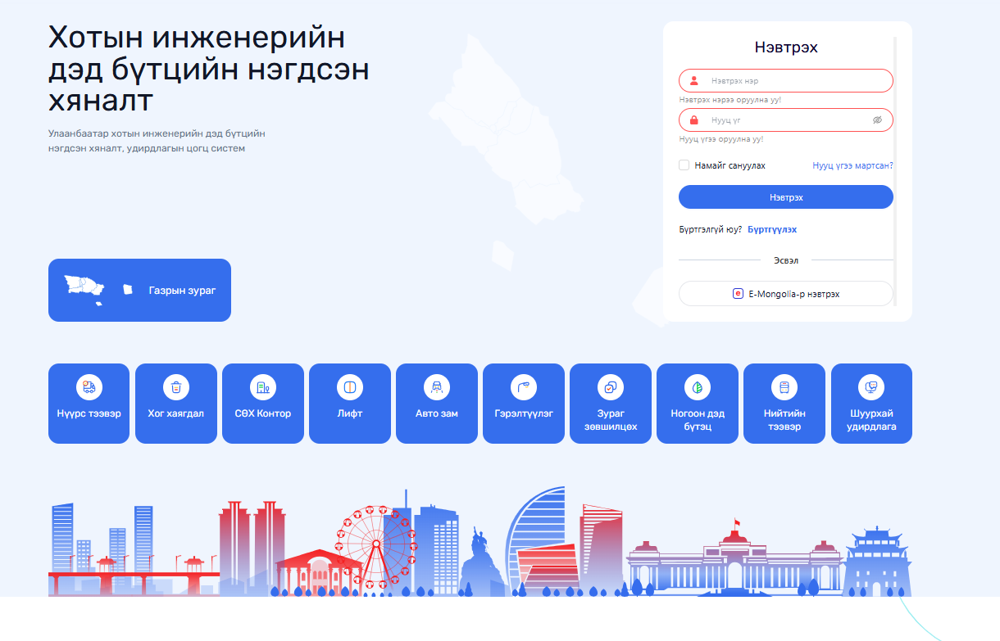 Хотын инженерийн
дэд бүтцийн нэгдсэн
хяналт
Улаанбаатар хотын инженерийн дэд бүтцийн
нэгдсэн хяналт, удирдлагын цогц систем
Газрын зураг
Нэвтрэх
Нэвтрэх нэр
Нэвтрэх нэрээ оруулна уу!
Нууц үг
Нууц үгээ оруулна уу!
Намайг сануулах
Нууц үгээ мартсан?
Нэвтрэх
Бүртгэлгүй юу? Бүртгүүлэх
Эсвэл
e E-Mongolia-р нэвтрэх
Нүүрс тээвэр
Хог хаягдал
СӨХ Контор
Лифт
Авто зам
Гэрэлтүүлэг
Зураг
зөвшилцөх
Ногоон дэд
бүтэц
Нийтийн
тээвэр
Шуурхай
удирдлага